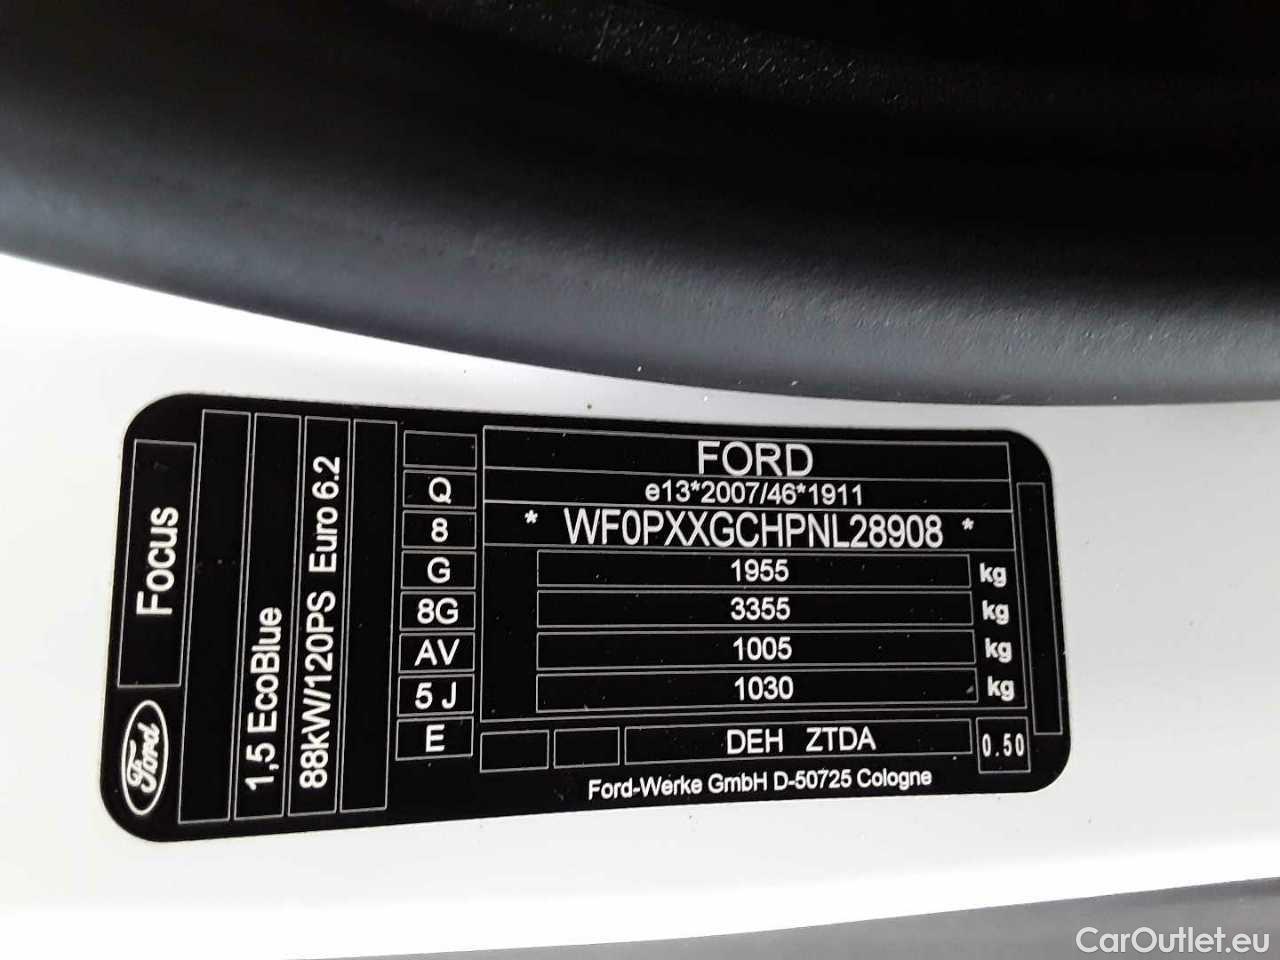 Ford
Focus
1,5 EcoBlue
88kW/120PS Euro 6.2
Q
8
G
8G
AV
5 J
E
FORD
e13*2007/46*1911
* WF0PXXGCHPNL28908 *
1955 kg
3355 kg
1005 kg
1030 kg
DEH ZTDA
0.50
Ford-Werke GmbH D-50725 Cologne
CarOutlet.eu